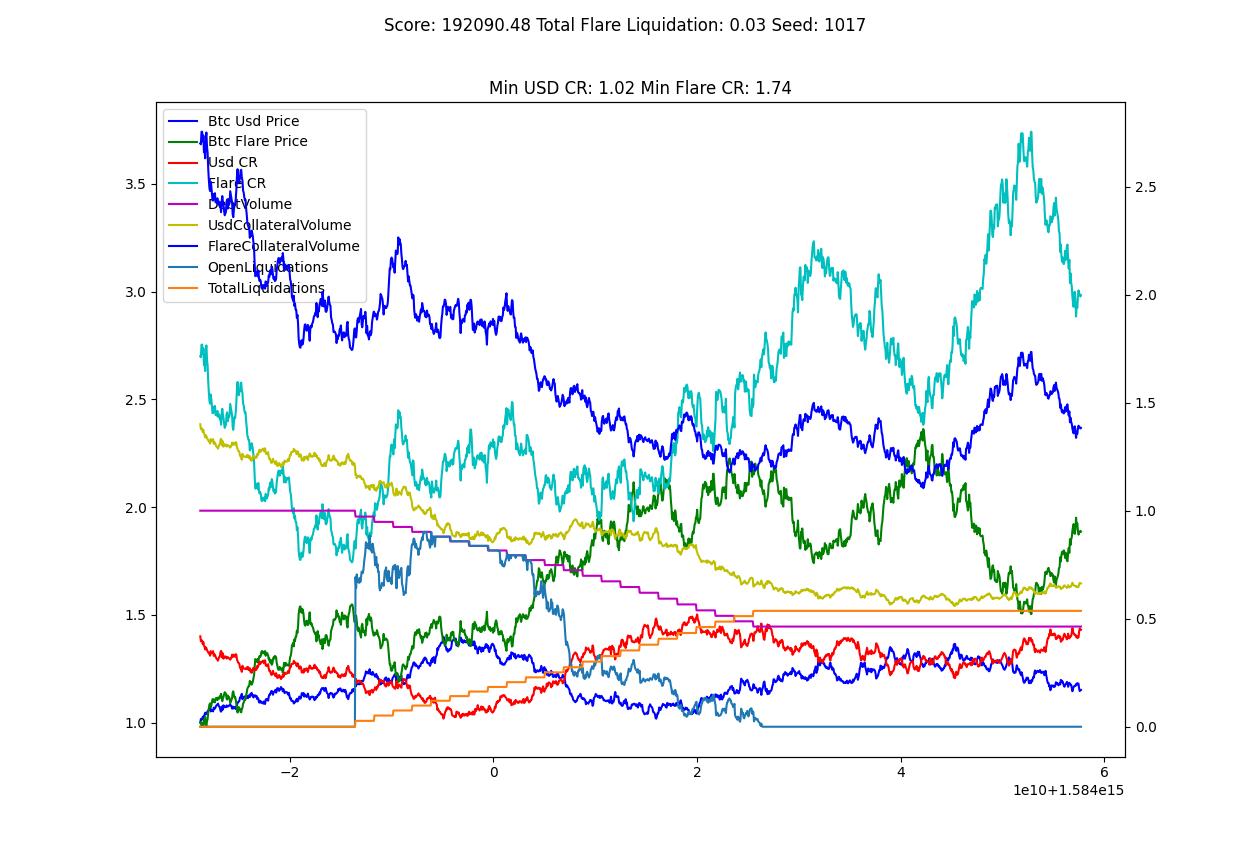 Score: 192090.48 Total Flare Liquidation: 0.03 Seed: 1017
Min USD CR: 1.02 Min Flare CR: 1.74
Btc Usd Price
Btc Flare Price
Usd CR
Flare CR
DebtVolume
UsdCollateralVolume
FlareCollateralVolume
OpenLiquidations
TotalLiquidations
3.5
3.0
2.5
2.0
1.5
1.0
2.5
2.0
1.5
1.0
0.5
0.0
−2
0
2
4
6
1e10+1.584e15